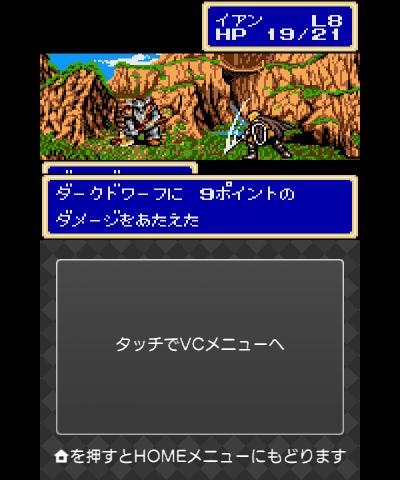 イアン L8
HP 19/21
ダークドワーフに 9ポイントの
ダメージをあたえた
タッチでVCメニューへ
を押すとHOMEメニューにもどります